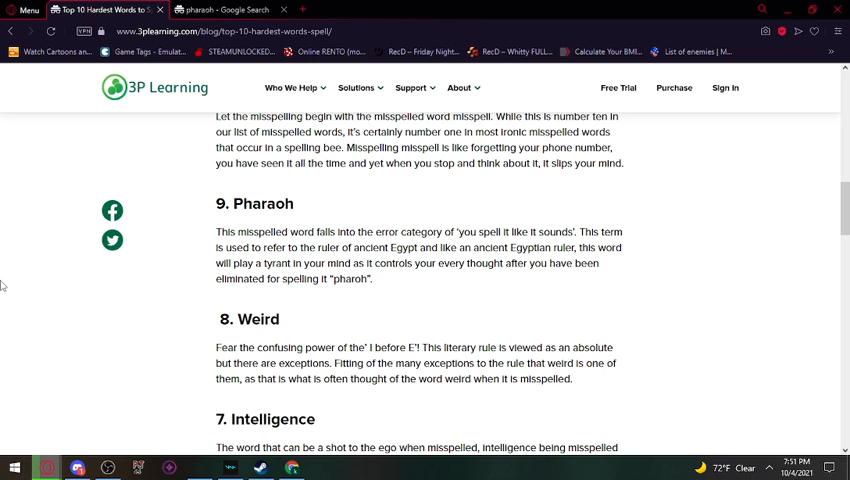 Menu
Top 10 Hardest Words to S
pharaoh - Google Search
VPN
www.3plearning.com/blog/top-10-hardest-words-spell/
Watch Cartoons an...
Game Tags - Emulat...
STEAMUNLOCKED...
Online RENTO (mo...
RecD – Friday Night...
RecD – Whitty FULL...
Calculate Your BMI...
List of enemies | M...
3P Learning
Who We Help
Solutions
Support
About
Free Trial
Purchase
Sign In
Let the misspelling begin with the misspelled word misspell. While this is number ten in
our list of misspelled words, it's certainly number one in most ironic misspelled words
that occur in a spelling bee. Misspelling misspell is like forgetting your phone number,
you have seen it all the time and yet when you stop and think about it, it slips your mind.
9. Pharaoh
This misspelled word falls into the error category of 'you spell it like it sounds'. This term
is used to refer to the ruler of ancient Egypt and like an ancient Egyptian ruler, this word
will play a tyrant in your mind as it controls your every thought after you have been
eliminated for spelling it “pharoh”.
8. Weird
Fear the confusing power of the' I before E'! This literary rule is viewed as an absolute
but there are exceptions. Fitting of the many exceptions to the rule that weird is one of
them, as that is what is often thought of the word weird when it is misspelled.
7. Intelligence
The word that can be a shot to the ego when misspelled, intelligence being misspelled
72°F Clear
7:51 PM
10/4/2021